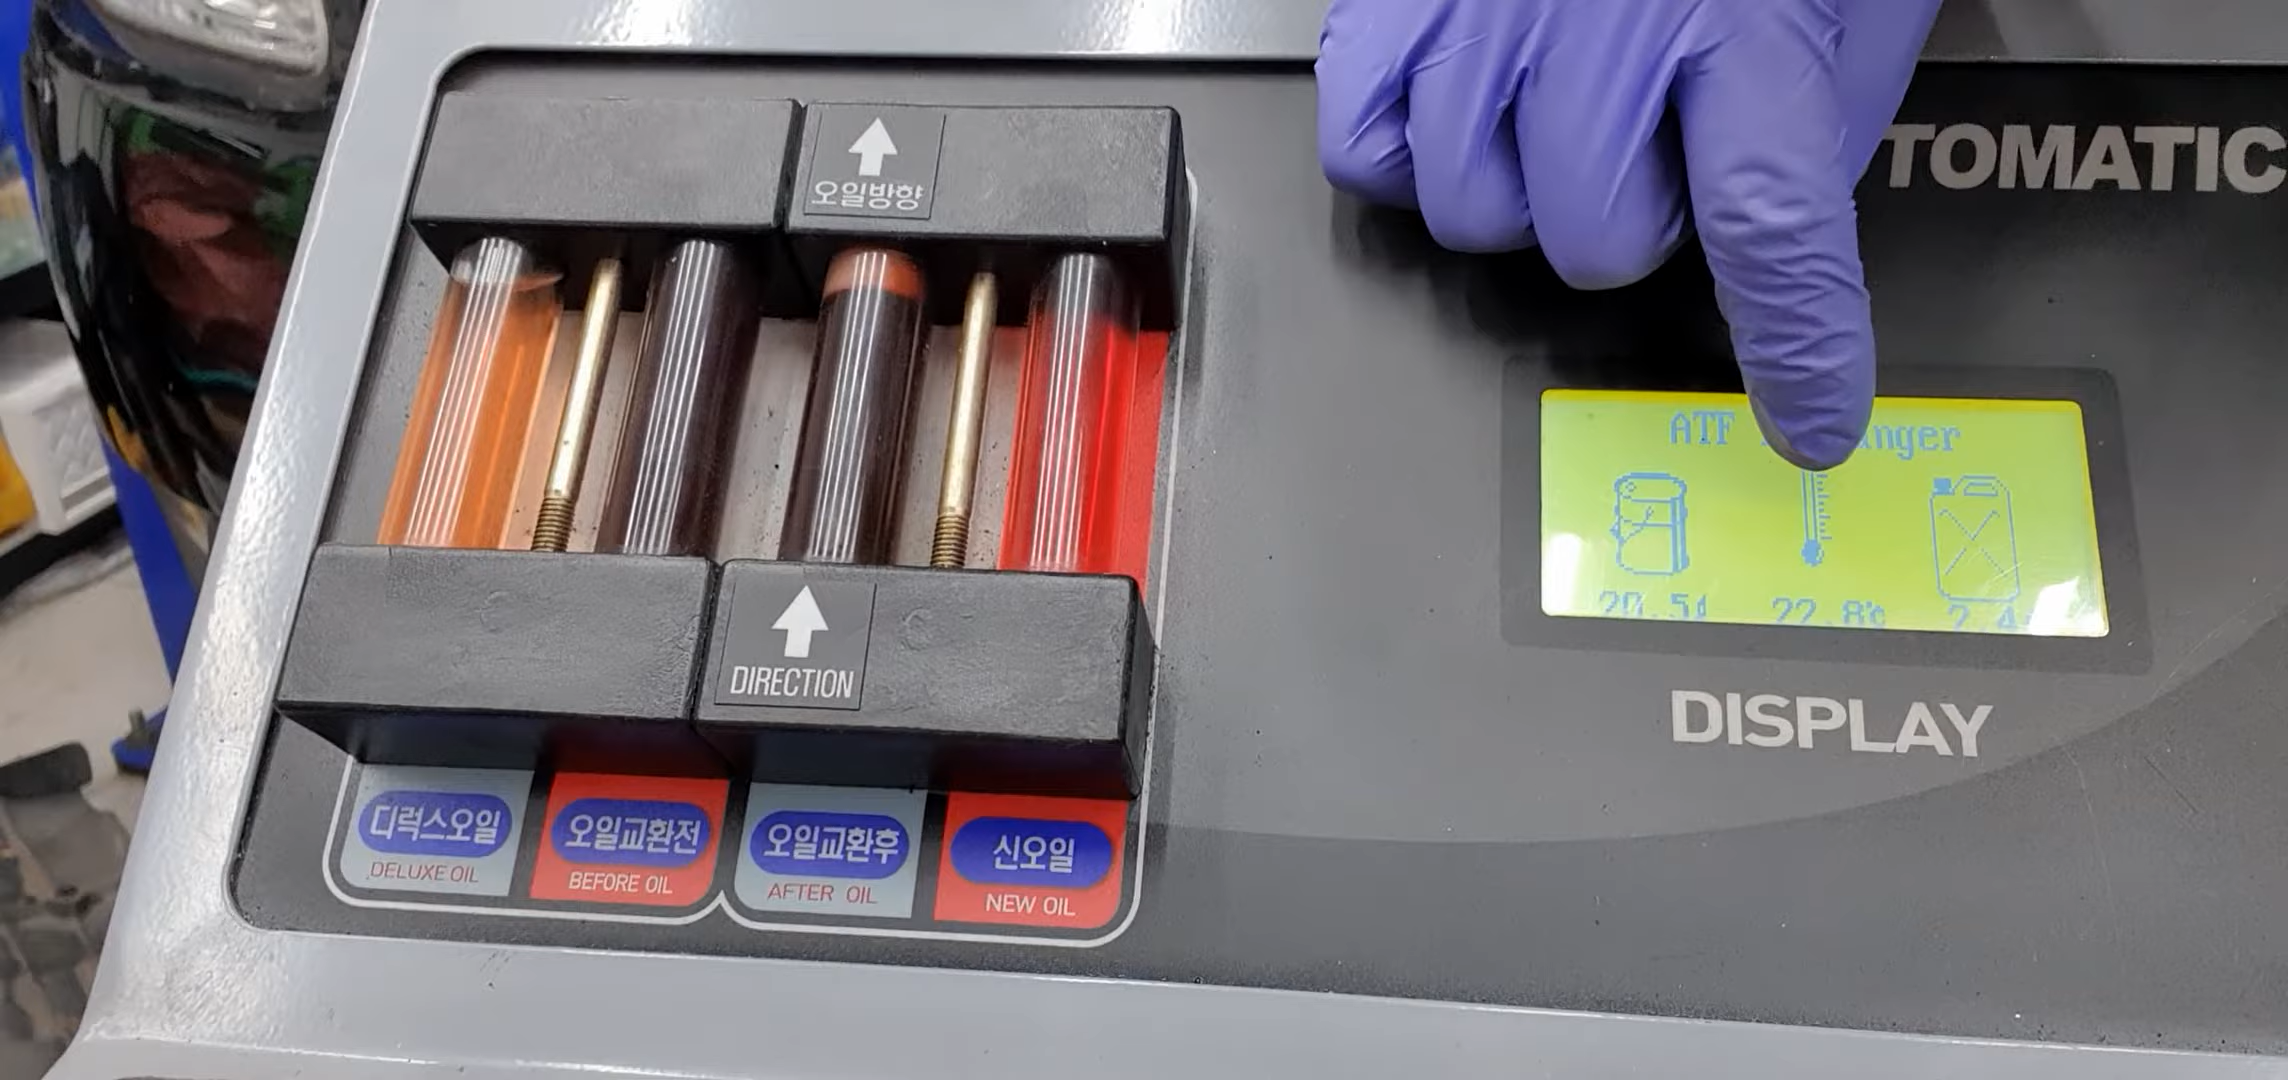 오일방향
TOMATIC
ATF
nger
22.8℃
DIRECTION
DISPLAY
디럭스오일
DELUXE OIL
오일교환전
BEFORE OIL
오일교환후
AFTER OIL
신오일
NEW OIL